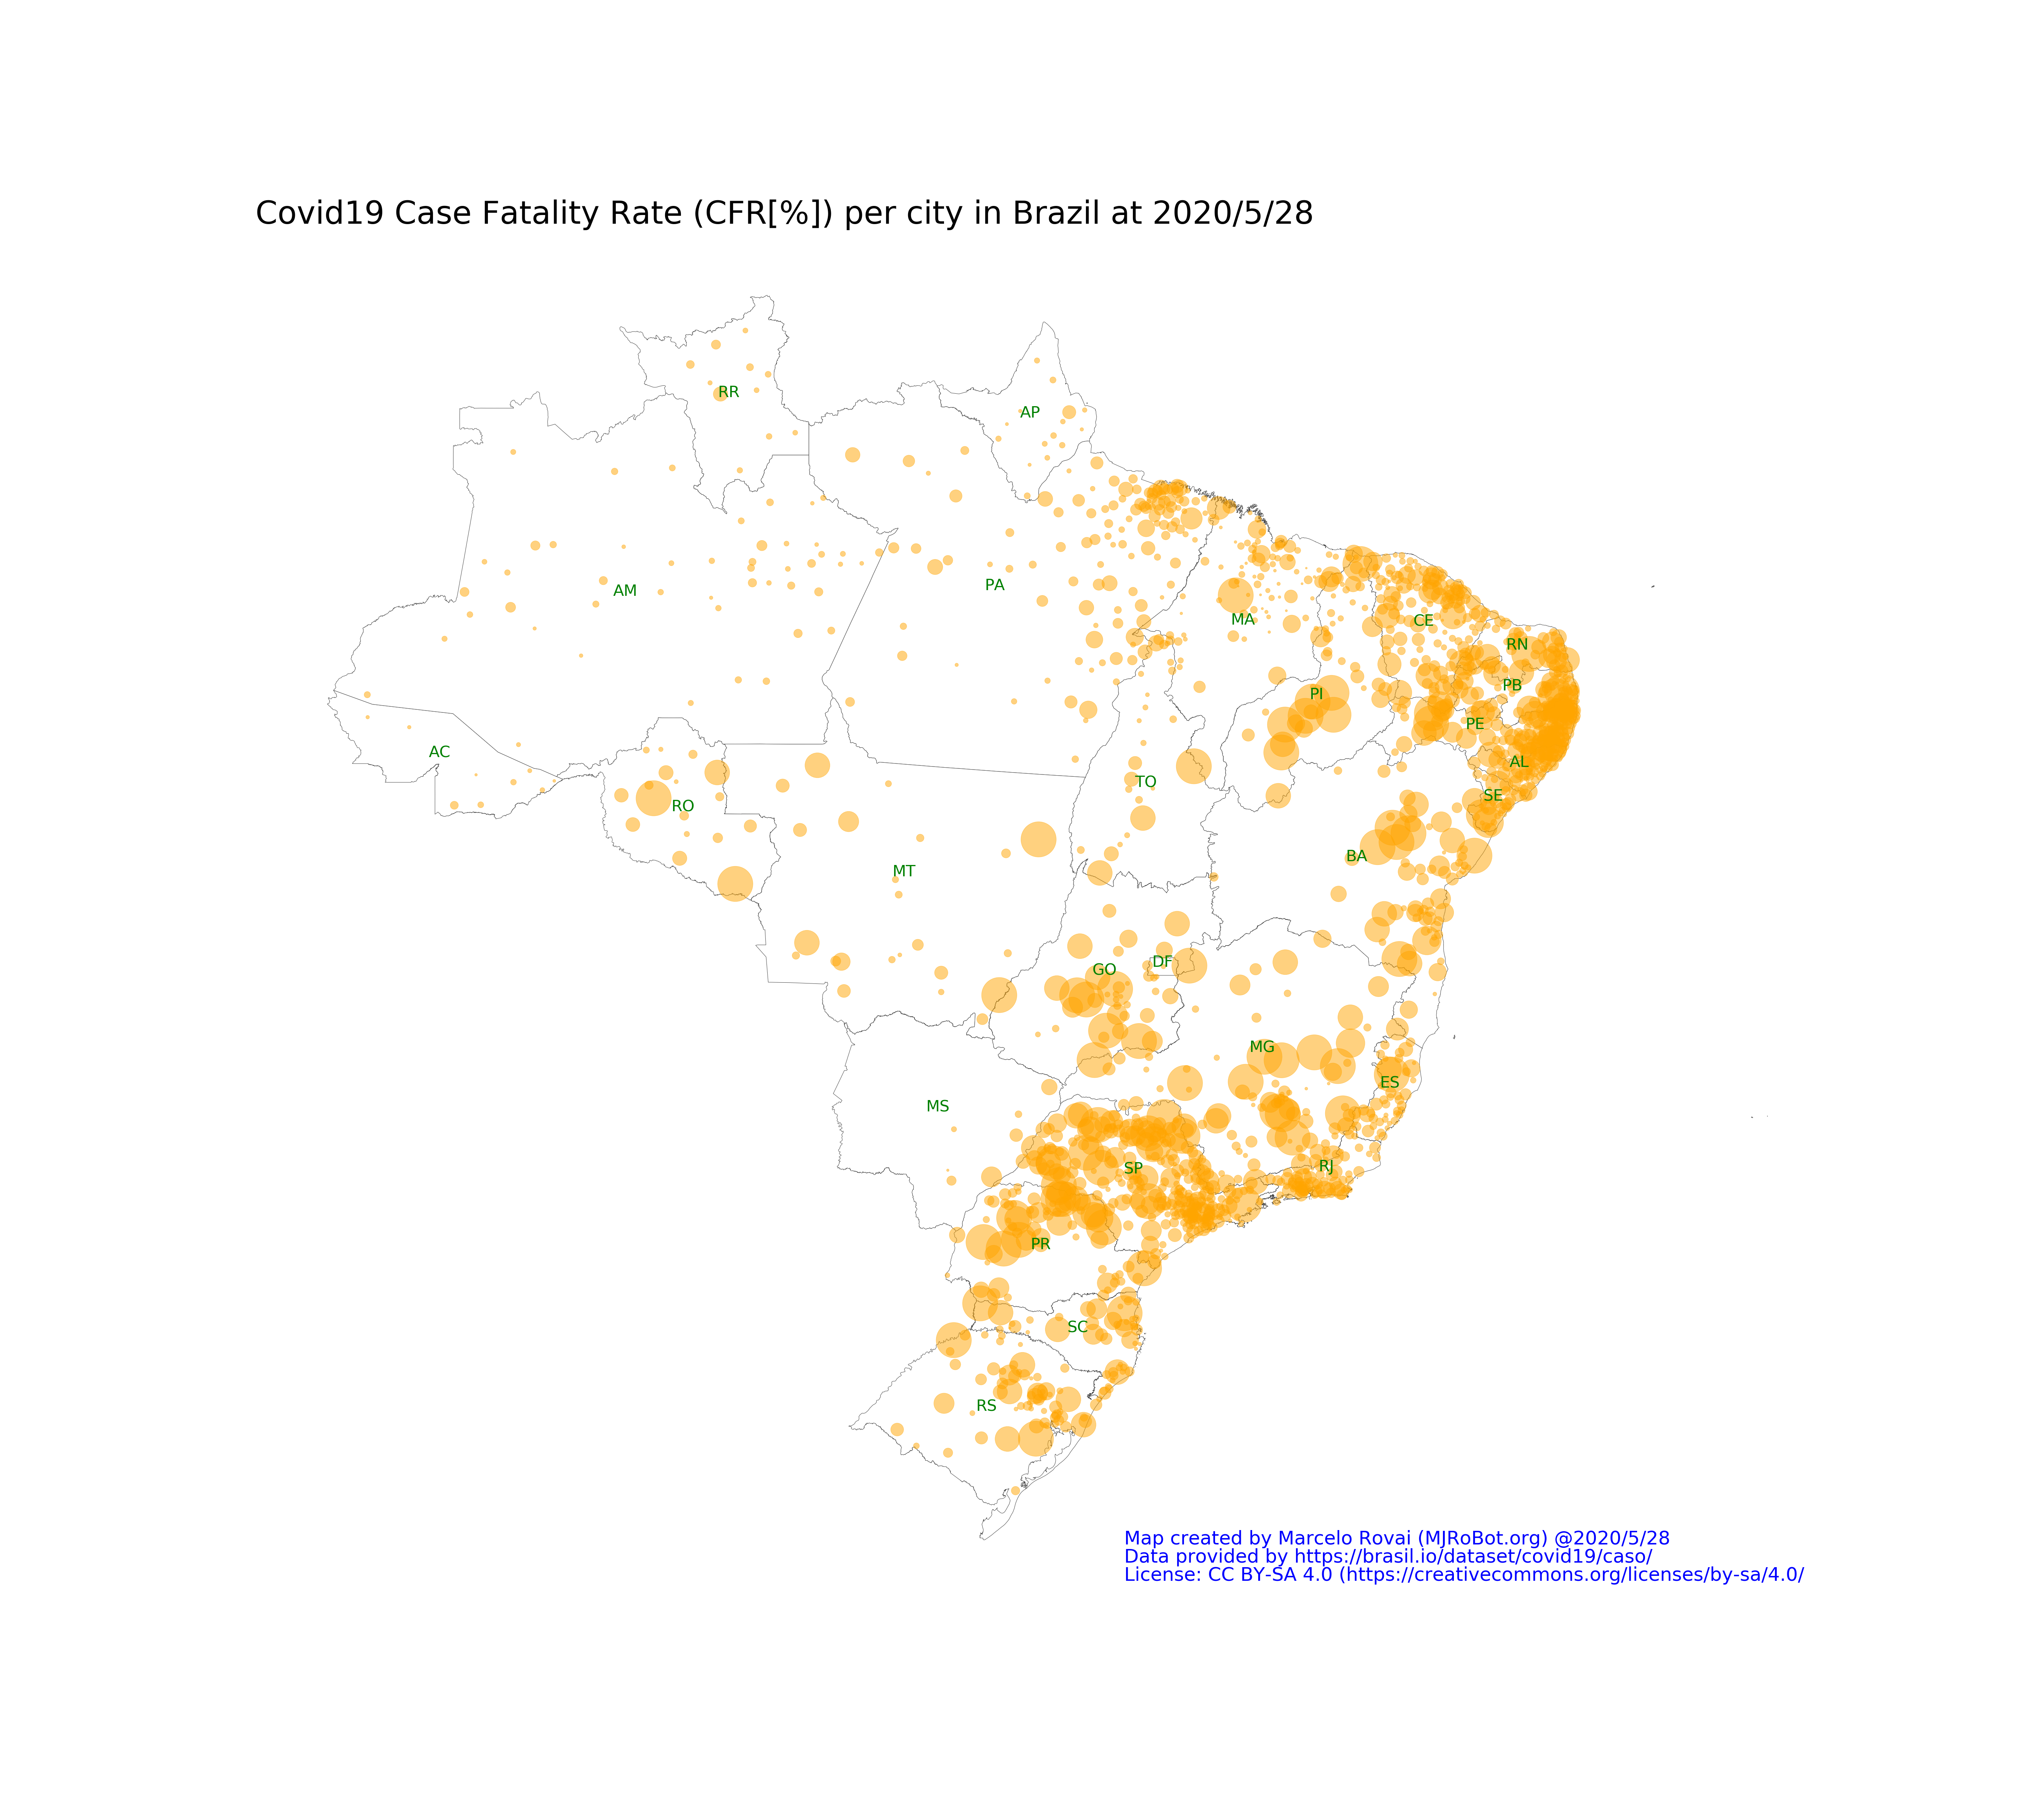 Covid19 Case Fatality Rate (CFR[%]) per city in Brazil at 2020/5/28
RR
AP
AM
PA
MA
CE
RN
PI
PB
PE
AC
AL
TO
SE
RO
BA
MT
DF
GO
MG
ES
MS
RJ
SP
PR
SC
RS
Map created by Marcelo Rovai (MJRoBot.org) @2020/5/28
Data provided by https://brasil.io/dataset/covid19/caso/
License: CC BY-SA 4.0 (https://creativecommons.org/licenses/by-sa/4.0/